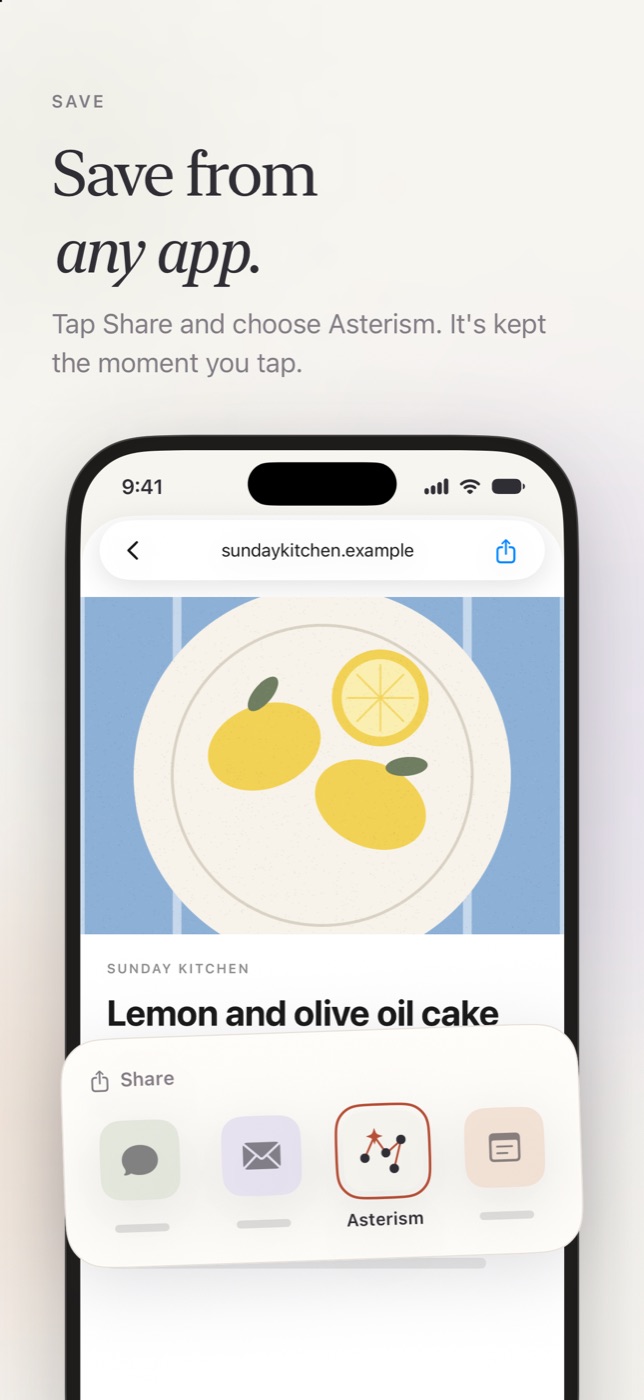 SAVE
Save from
any app.
Tap Share and choose Asterism. It's kept
the moment you tap.
9:41
sundaykitchen.example
SUNDAY KITCHEN
Lemon and olive oil cake
Share
Asterism